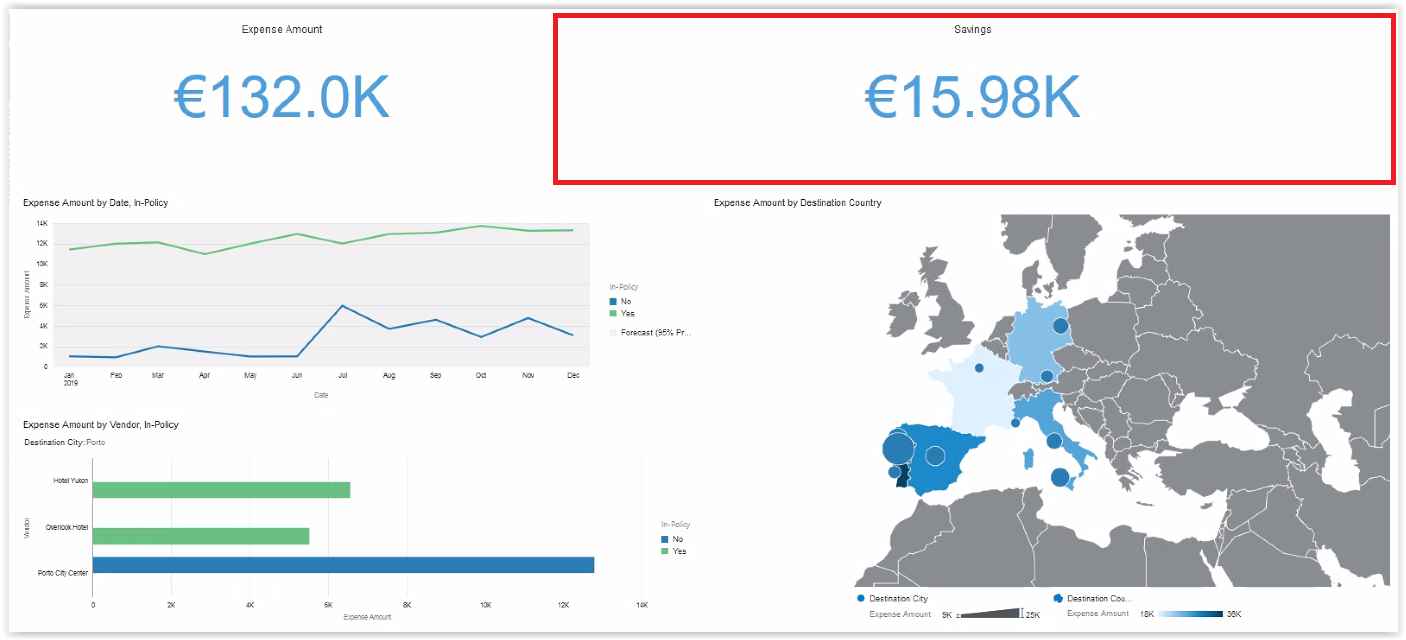 Expense Amount
€132.0K
Savings
€15.98K
Expense Amount by Date, In-Policy
14K
12K
10K
8K
6K
4K
2K
0
Expense Amount
Jan
2019
Feb
Mar
Apr
May
Jun
Jul
Aug
Sep
Oct
Nov
Dec
Date
In-Policy
No
Yes
Forecast (95% Pr...
Expense Amount by Vendor, In-Policy
Destination City: Porto
Vendor
Hotel Yukon
Overlook Hotel
Porto City Center
0
2K
4K
6K
8K
10K
12K
14K
Expense Amount
In-Policy
No
Yes
Expense Amount by Destination Country
Destination City
Expense Amount 9K 25K
Destination Cou...
Expense Amount 18K 36K